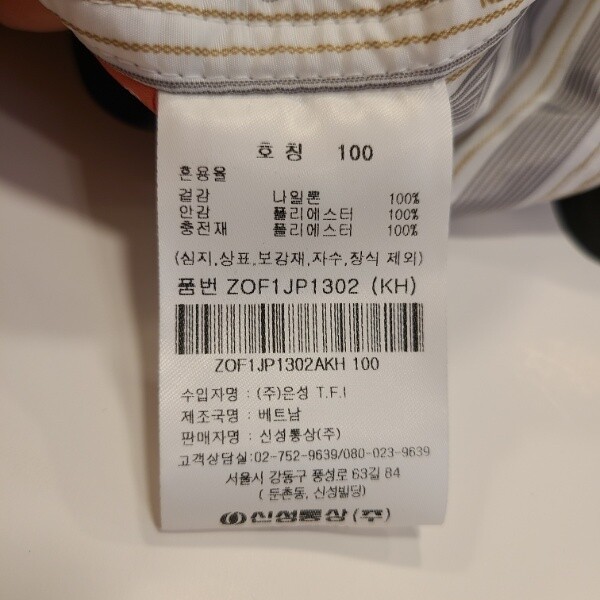 호칭 100
혼용율
겉감 나일론 100%
안감 폴리에스터 100%
충전재 폴리에스터 100%
(심지,상표,보강재,자수,장식 제외)
품번 ZOF1JP1302 (KH)
ZOF1JP1302AKH 100
수입자명 : (주)은성 T.F.I
제조국명 : 베트남
판매자명 : 신성통상(주)
고객상담실:02-752-9639/080-023-9639
서울시 강동구 풍성로 63길 84
(둔촌동, 신성빌딩)
신성통상(주)